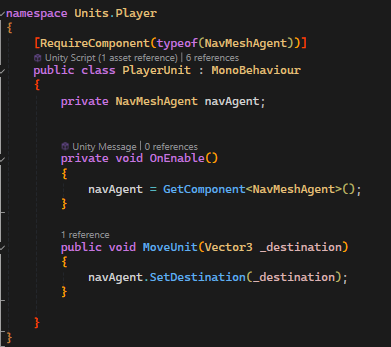 namespace Units.Player
{
[RequireComponent(typeof(NavMeshAgent))]
Unity Script (1 asset reference) | 6 references
public class PlayerUnit : MonoBehaviour
{
private NavMeshAgent navAgent;
Unity Message | 0 references
private void OnEnable()
{
navAgent = GetComponent<NavMeshAgent>();
}
1 reference
public void MoveUnit(Vector3 _destination)
{
navAgent.SetDestination(_destination);
}
}
}